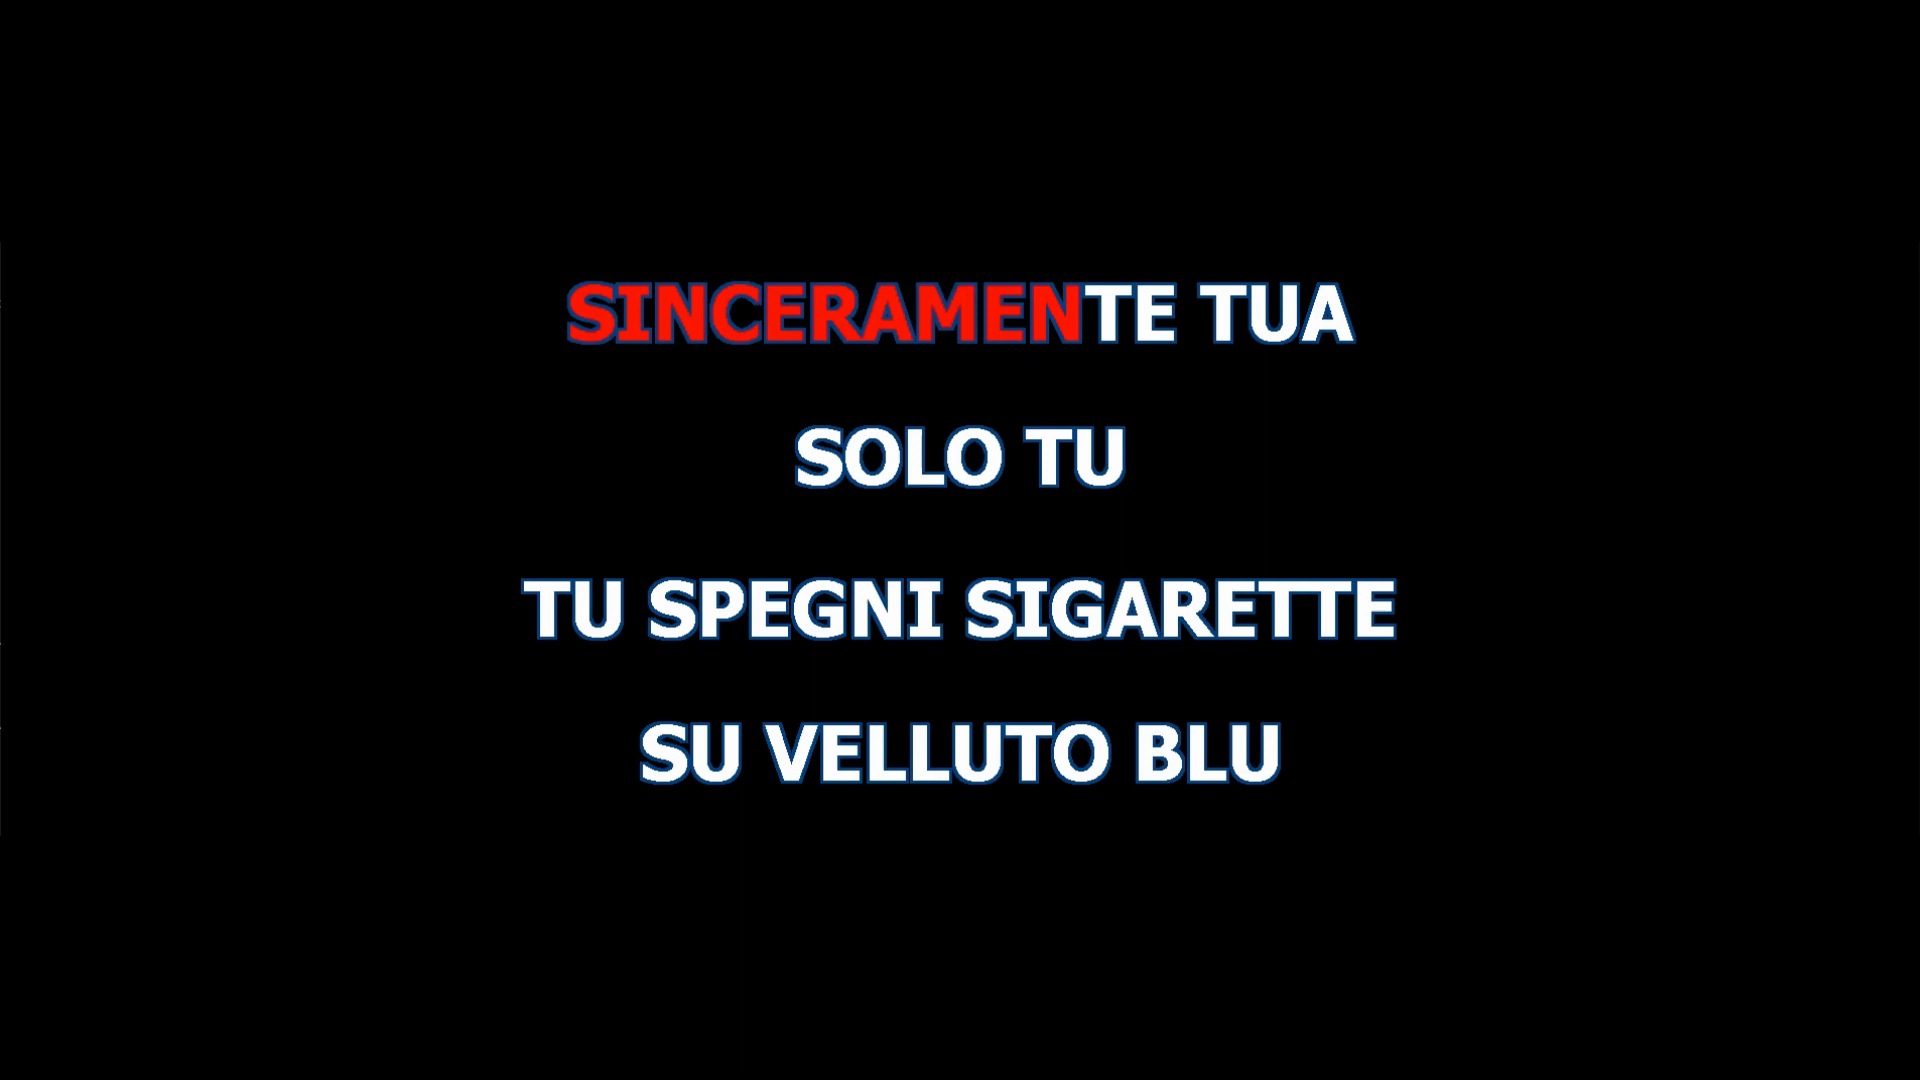 SINCERAMENTE TUA
SOLO TU
TU SPEGNI SIGARETTE
SU VELLUTO BLU